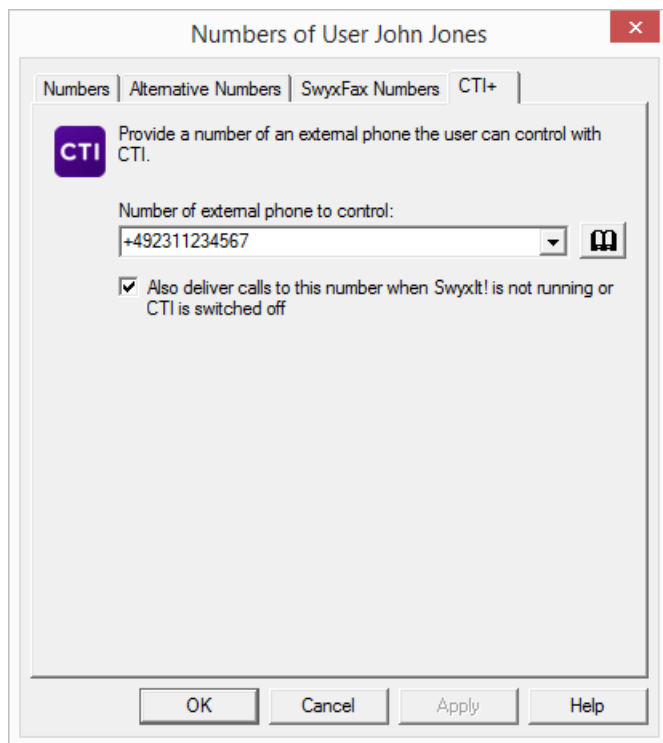 Numbers of User John Jones
Numbers
Alternative Numbers
SwyxFax Numbers
CTI+
CTI
Provide a number of an external phone the user can control with
CTI.
Number of external phone to control:
+492311234567
Also deliver calls to this number when SwyxIt! is not running or
CTI is switched off
OK
Cancel
Apply
Help